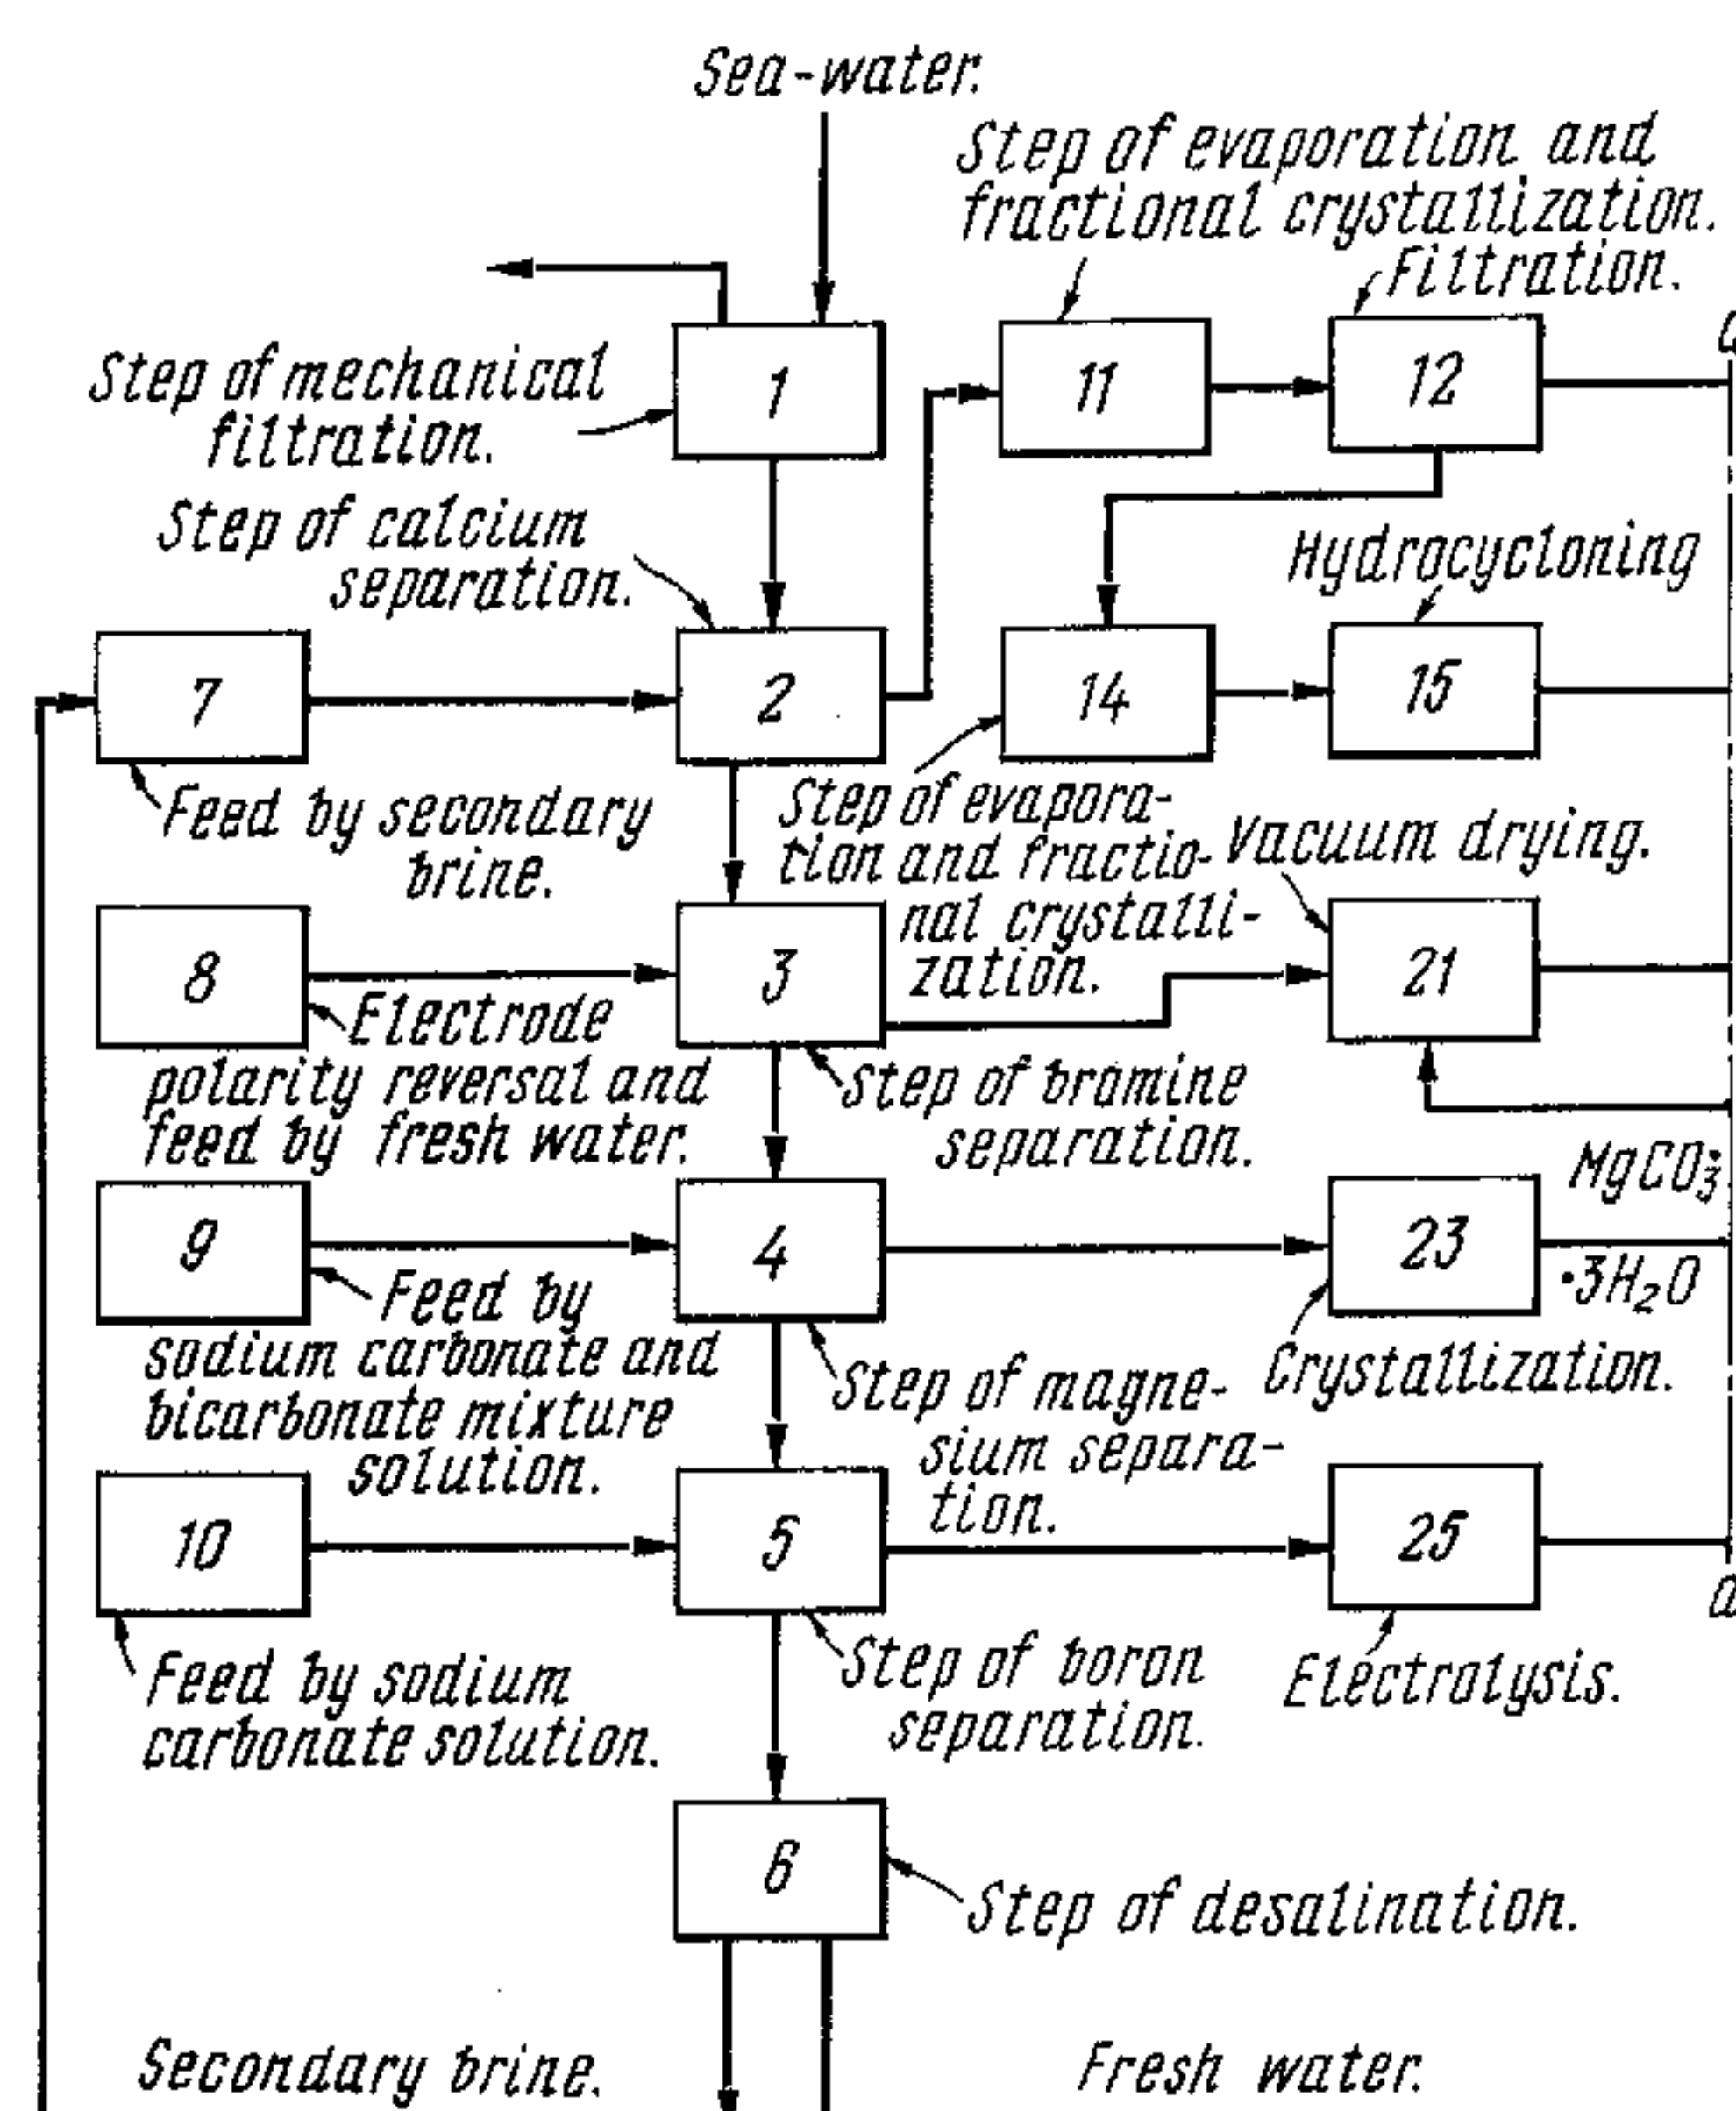 Sea-water.
Step of evaporation and
fractional crystallization.
Filtration.
1
11
12
Step of mechanical
filtration.
Step of calcium
separation.
Hydrocycloning
7
2
14
15
Feed by secondary
brine.
Step of evapora-
tion and fractio-
nal crystalli-
zation.
Vacuum drying.
8
3
21
Electrode
polarity reversal and
feed by fresh water.
Step of bromine
separation.
MgCO₃·
·3H₂O
9
4
23
Feed by
sodium carbonate and
bicarbonate mixture
solution.
Step of magne-
sium separa-
tion.
Crystallization.
10
5
25
Feed by sodium
carbonate solution.
Step of boron
separation.
Electrolysis.
6
Step of desalination.
Secondary brine.
Fresh water.